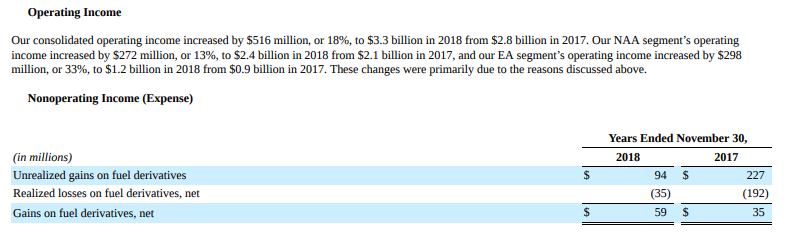 Operating Income
Our consolidated operating income increased by $516 million, or 18%, to $3.3 billion in 2018 from $2.8 billion in 2017. Our NAA segment’s operating
income increased by $272 million, or 13%, to $2.4 billion in 2018 from $2.1 billion in 2017, and our EA segment’s operating income increased by $298
million, or 33%, to $1.2 billion in 2018 from $0.9 billion in 2017. These changes were primarily due to the reasons discussed above.
Nonoperating Income (Expense)
Years Ended November 30,
(in millions) 2018 2017
Unrealized gains on fuel derivatives $ 94 $ 227
Realized losses on fuel derivatives, net (35) (192)
Gains on fuel derivatives, net $ 59 $ 35